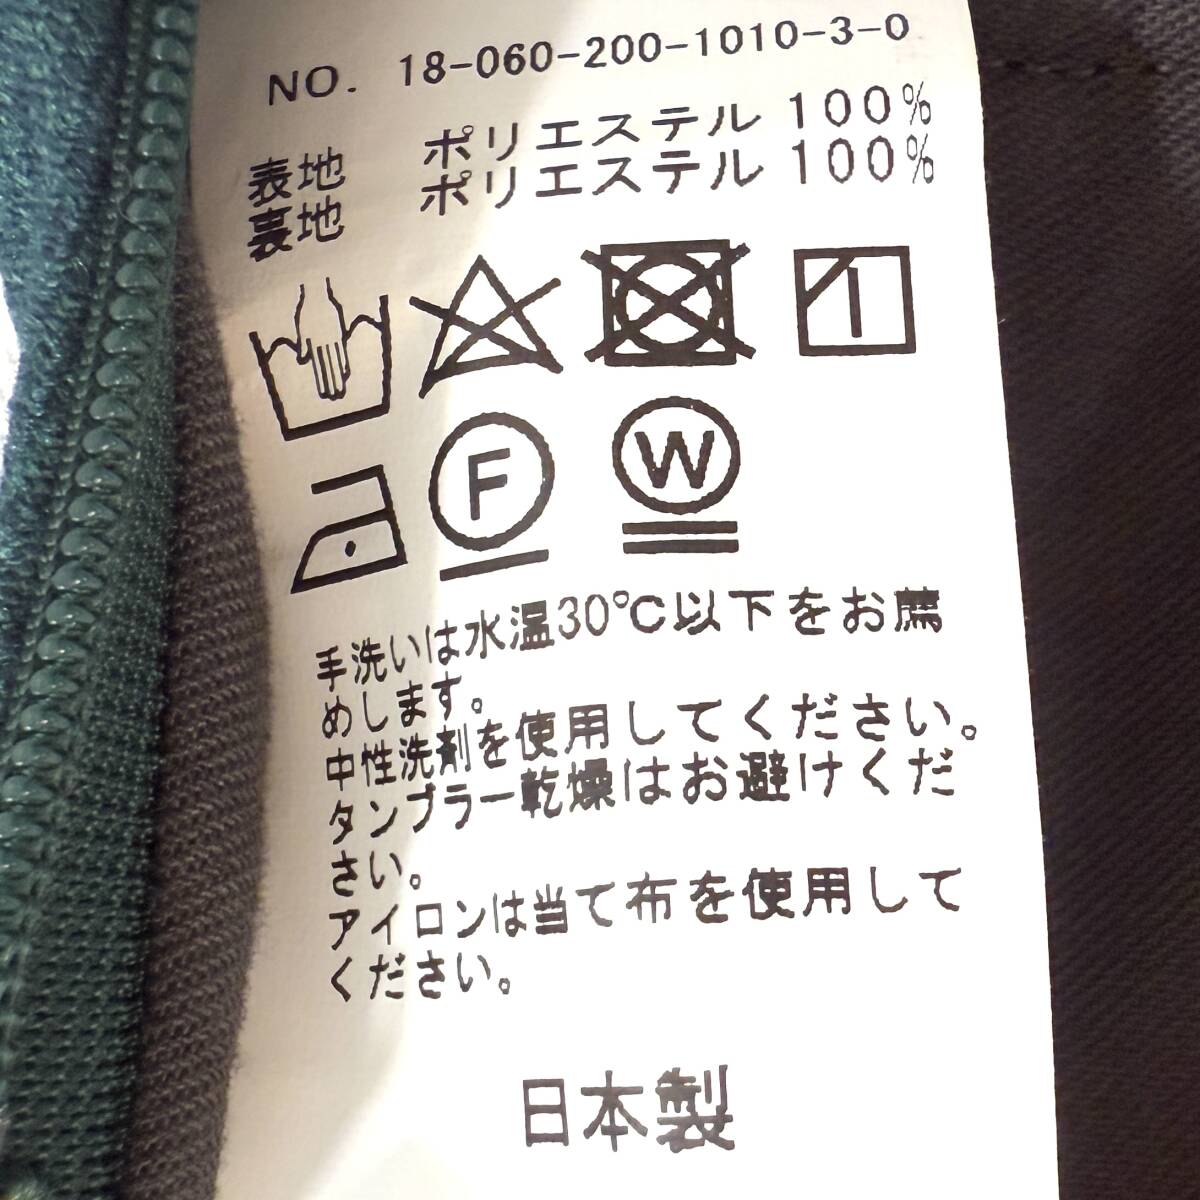 NO. 18-060-200-1010-3-0
表地 ポリエステル 100%
裏地 ポリエステル 100%
F
W
手洗いは水温30℃以下をお薦
めします。
中性洗剤を使用してください。
タンブラー乾燥はお避けくだ
さい。
アイロンは当て布を使用して
ください。
日本製